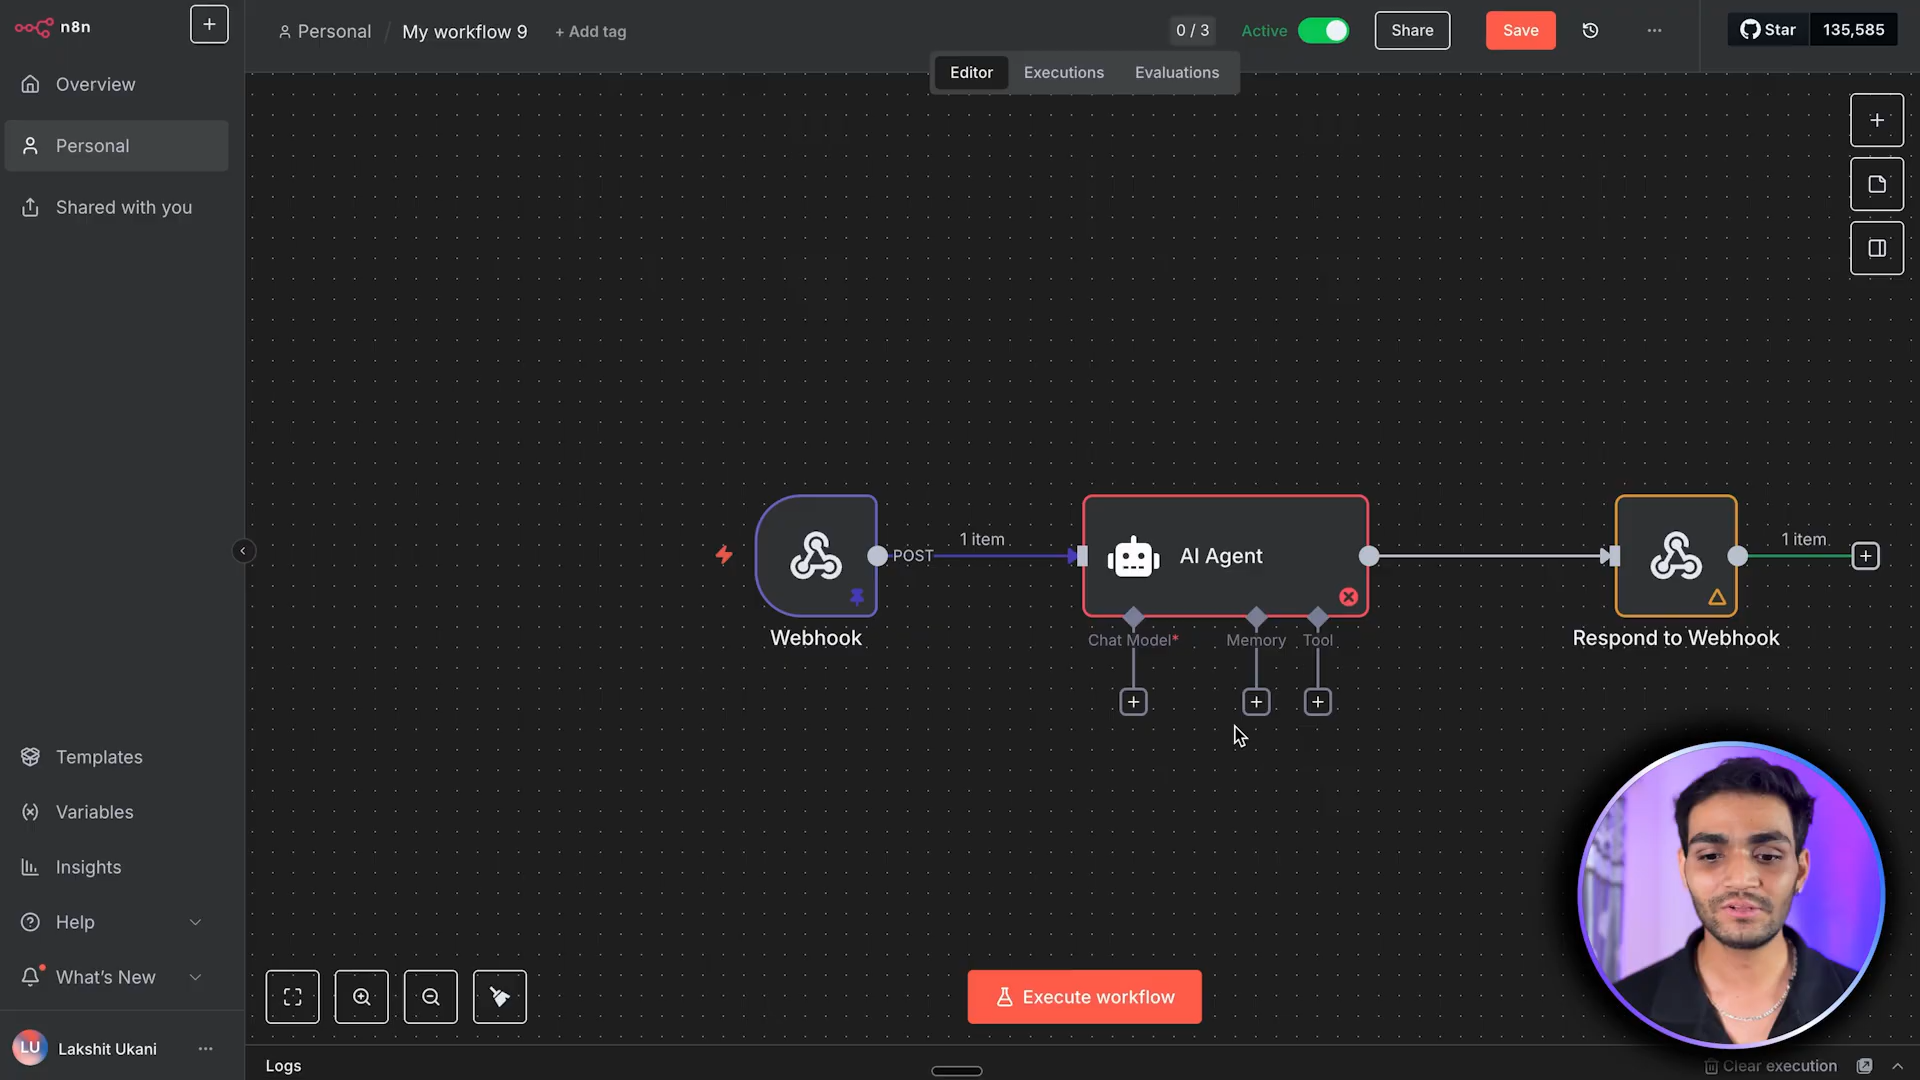 n8n
Personal / My workflow 9 + Add tag
0 / 3 Active Share Save Star 135,585
Editor Executions Evaluations
Overview
Personal
Shared with you
POST 1 item
AI Agent
1 item
Webhook
Chat Model* Memory Tool
Respond to Webhook
Templates
Variables
Insights
Help
What's New
Execute workflow
LU Lakshit Ukani
Logs
Clear execution